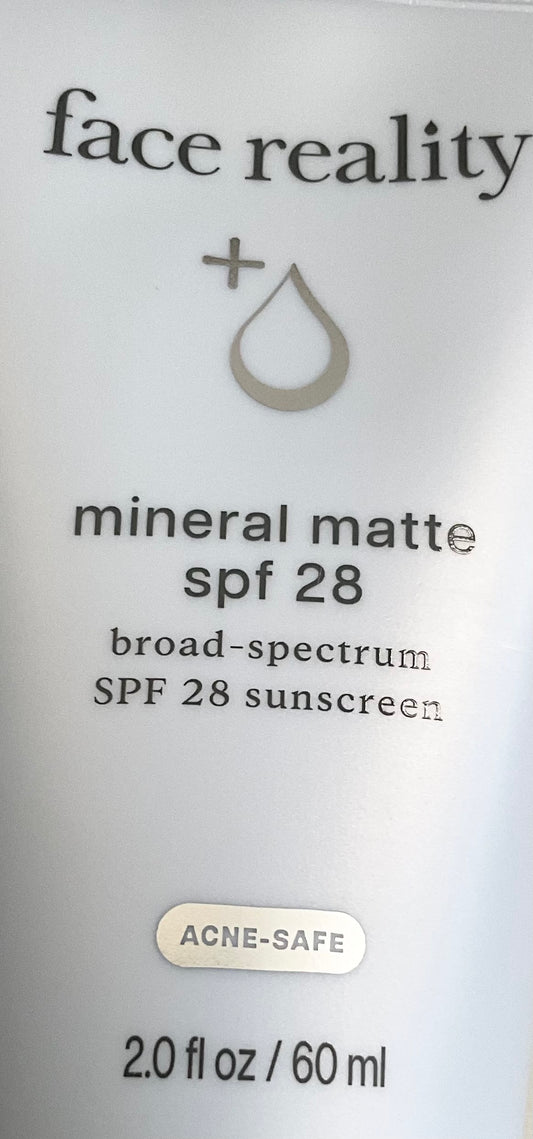 face reality
mineral matte
spf 28
broad-spectrum
SPF 28 sunscreen
ACNE-SAFE
2.0 fl oz / 60 ml